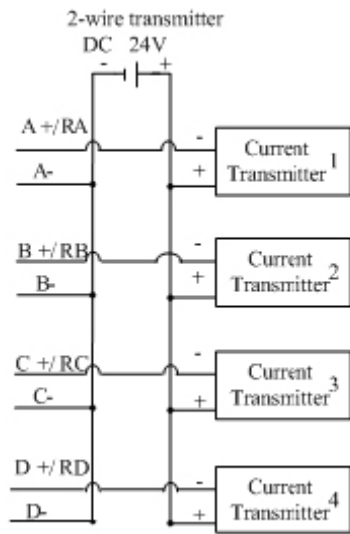 2-wire transmitter
DC 24V
- +
A +/RA
-
Current
Transmitter 1
A-
+
B +/RB
-
Current
Transmitter 2
B-
+
C +/RC
-
Current
Transmitter 3
C-
+
D +/RD
-
Current
Transmitter 4
D-
+